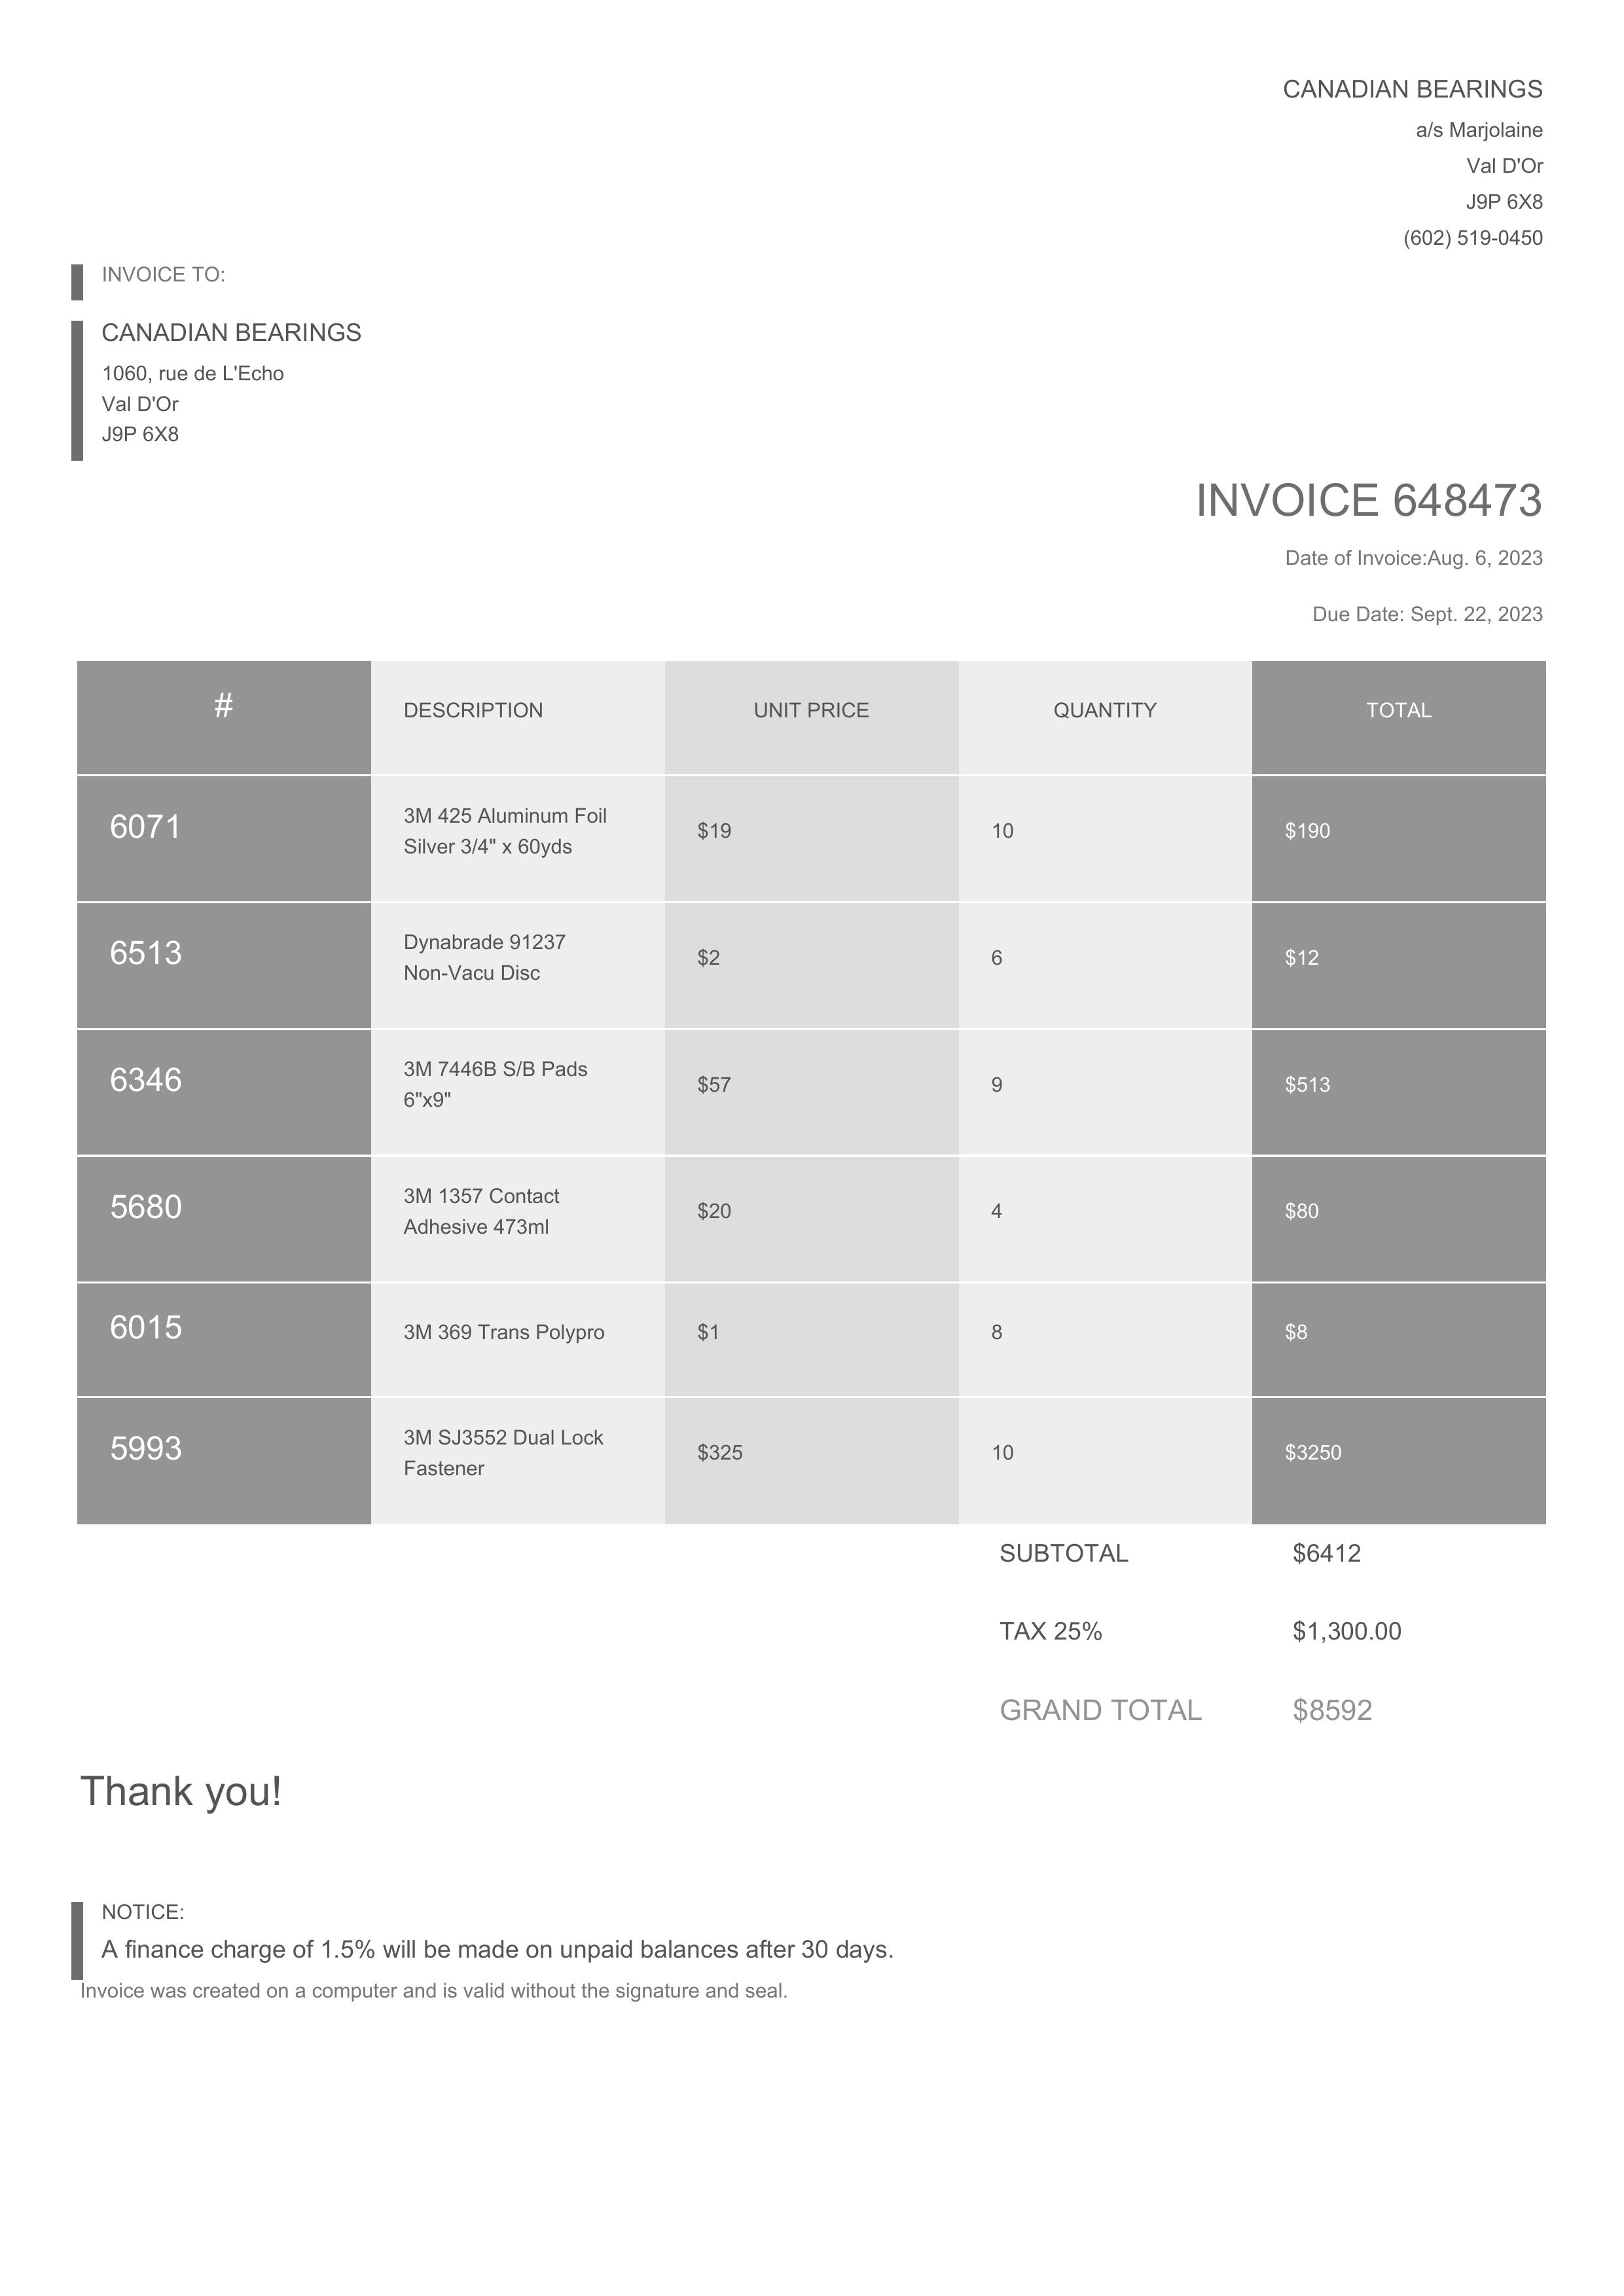 CANADIAN BEARINGS
a/s Marjolaine
Val D'Or
J9P 6X8
(602) 519-0450
INVOICE TO:
CANADIAN BEARINGS
1060, rue de L'Echo
Val D'Or
J9P 6X8
INVOICE 648473
Date of Invoice:Aug. 6, 2023
Due Date: Sept. 22, 2023
# DESCRIPTION UNIT PRICE QUANTITY TOTAL
6071 3M 425 Aluminum Foil $19 10 $190
Silver 3/4" x 60yds
6513 Dynabrade 91237 $2 6 $12
Non-Vacu Disc
6346 3M 7446B S/B Pads $57 9 $513
6"x9"
5680 3M 1357 Contact $20 4 $80
Adhesive 473ml
6015 3M 369 Trans Polypro $1 8 $8
5993 3M SJ3552 Dual Lock $325 10 $3250
Fastener
SUBTOTAL $6412
TAX 25% $1,300.00
GRAND TOTAL $8592
Thank you!
NOTICE:
A finance charge of 1.5% will be made on unpaid balances after 30 days.
Invoice was created on a computer and is valid without the signature and seal.